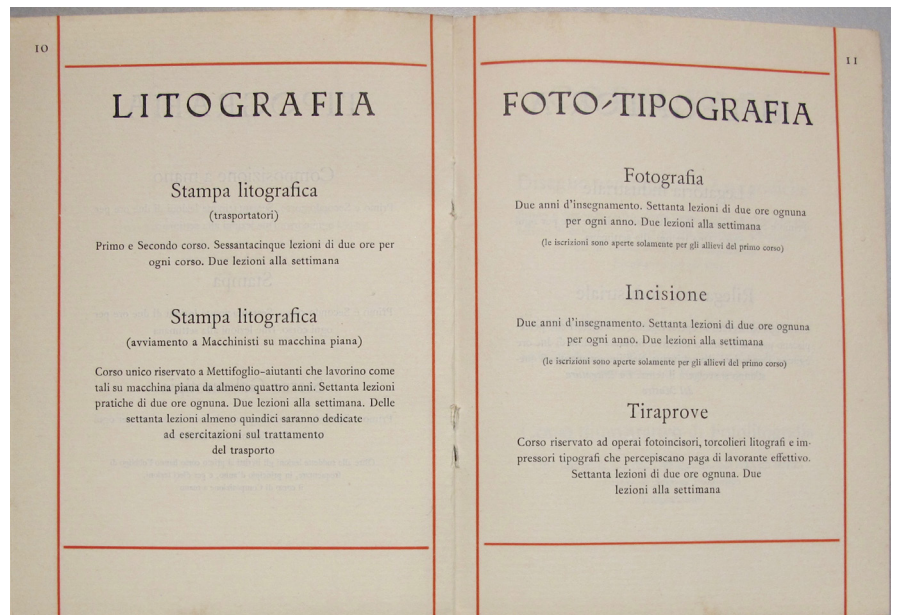 10
LITOGRAFIA
Stampa litografica
(trasportatori)
Primo e Secondo corso. Sessantacinque lezioni di due ore per
ogni corso. Due lezioni alla settimana
Stampa litografica
(avviamento a Macchinisti su macchina piana)
Corso unico riservato a Mettifoglio-aiutanti che lavorino come
tali su macchina piana da almeno quattro anni. Settanta lezioni
pratiche di due ore ognuna. Due lezioni alla settimana. Delle
settanta lezioni almeno quindici saranno dedicate
ad esercitazioni sul trattamento
del trasporto
11
FOTO-TIPOGRAFIA
Fotografia
Due anni d'insegnamento. Settanta lezioni di due ore ognuna
per ogni anno. Due lezioni alla settimana
(le iscrizioni sono aperte solamente per gli allievi del primo corso)
Incisione
Due anni d'insegnamento. Settanta lezioni di due ore ognuna
per ogni anno. Due lezioni alla settimana
(le iscrizioni sono aperte solamente per gli allievi del primo corso)
Tiraprove
Corso riservato ad operai fotoincisori, torcolieri litografi e im-
pressori tipografi che percepiscano paga di lavorante effettivo.
Settanta lezioni di due ore ognuna. Due
lezioni alla settimana